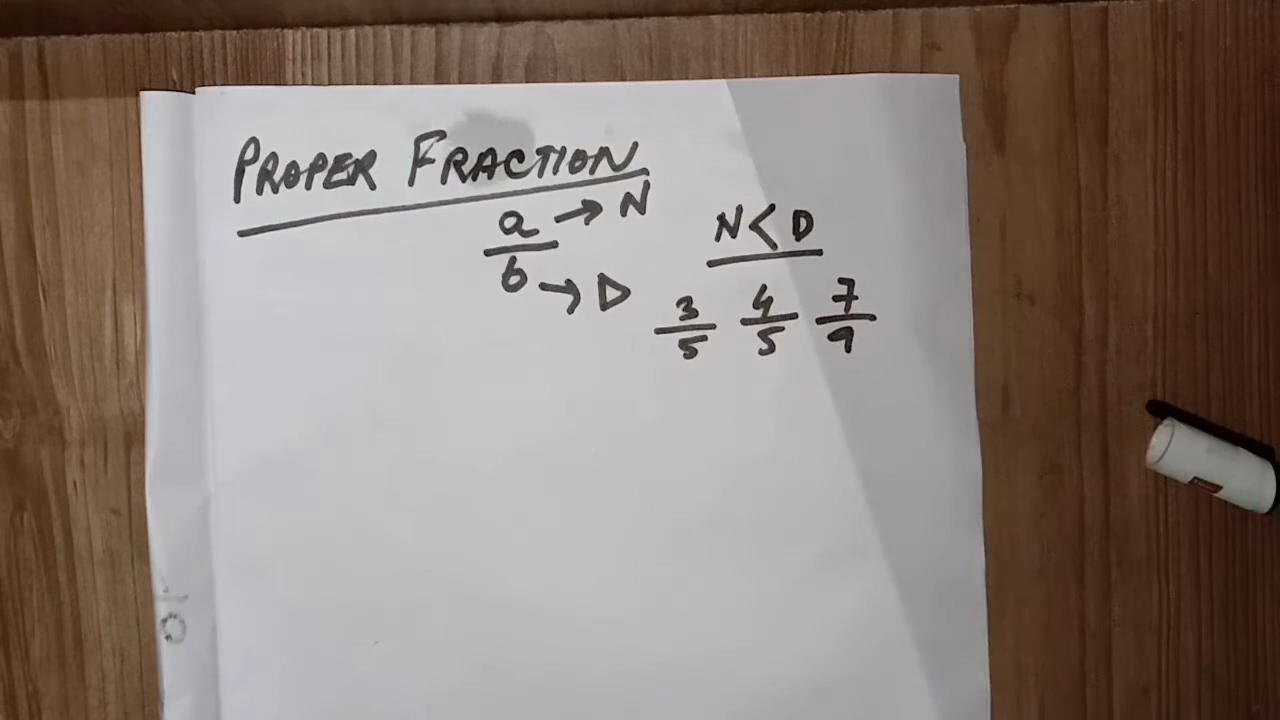 PROPER FRACTION
a → N
b → D
N < D
3/5 4/5 7/9